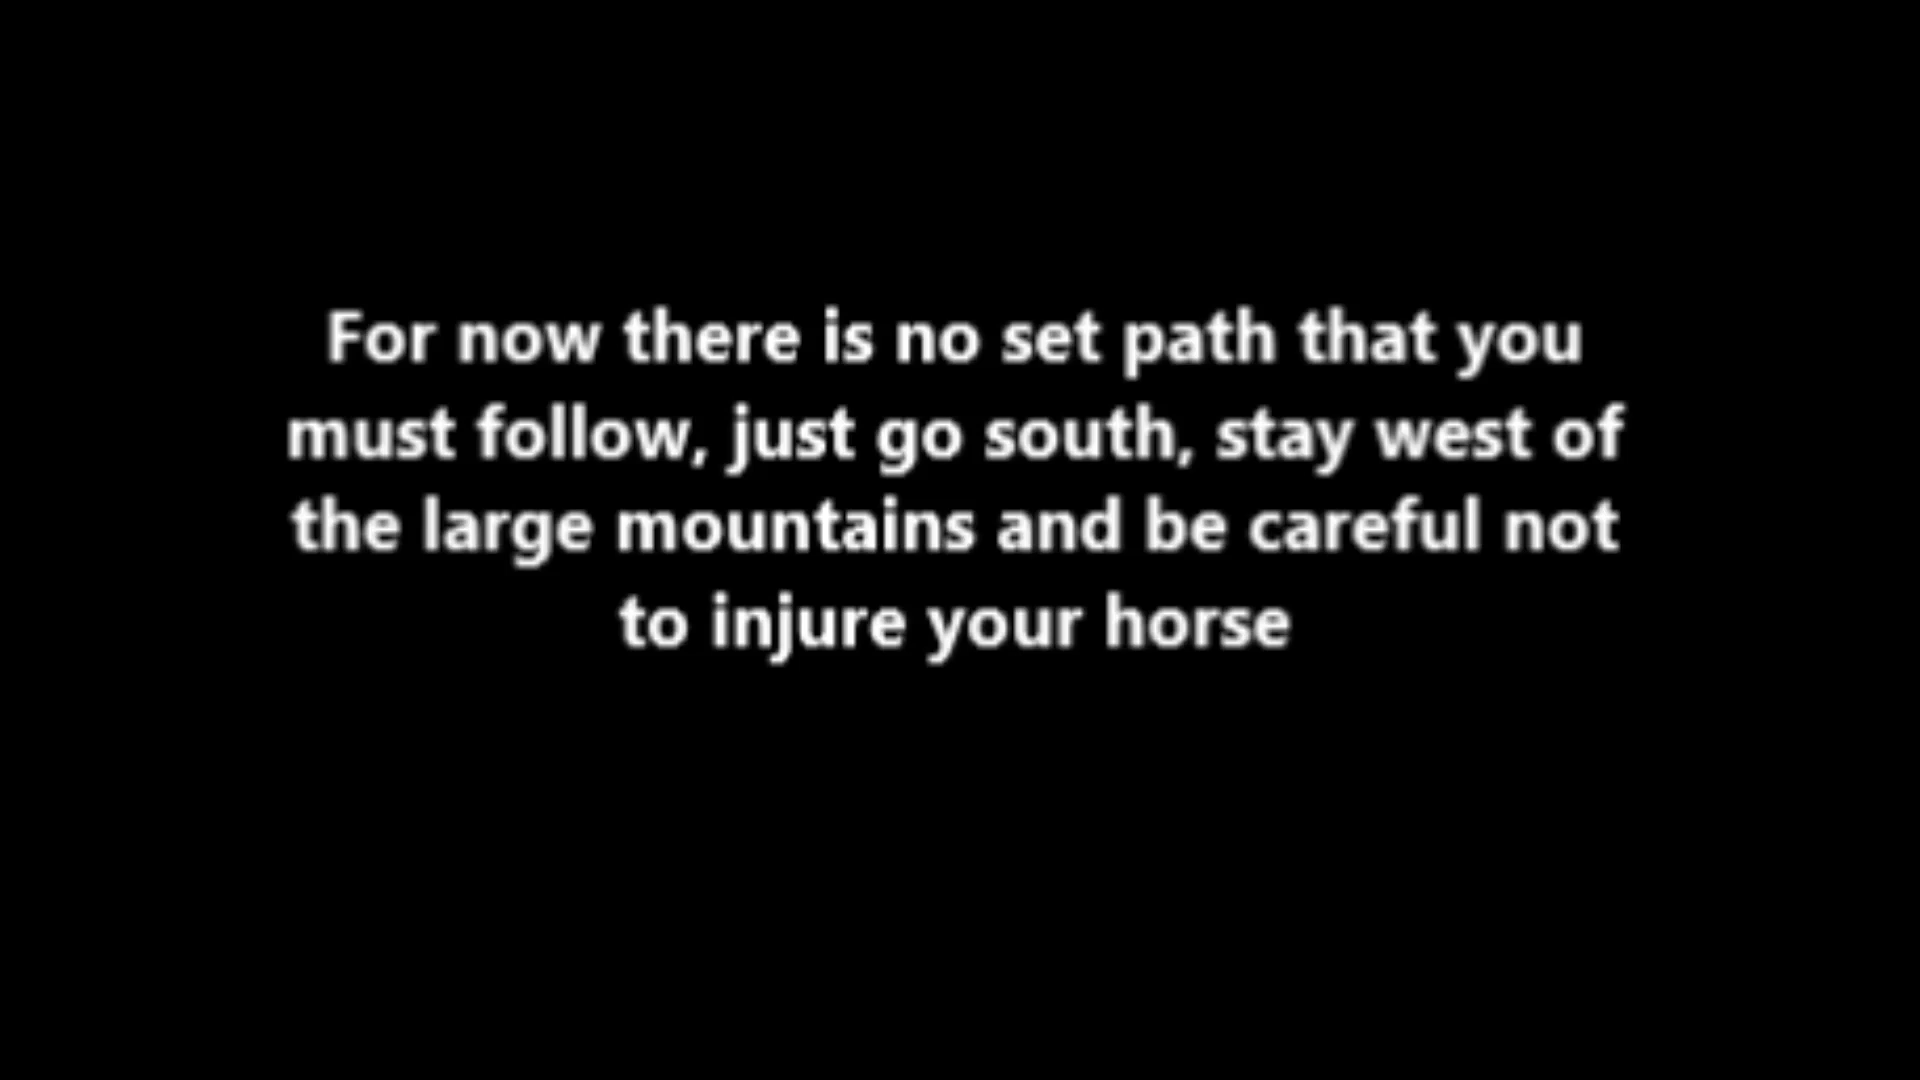 For now there is no set path that you
must follow, just go south, stay west of
the large mountains and be careful not
to injure your horse